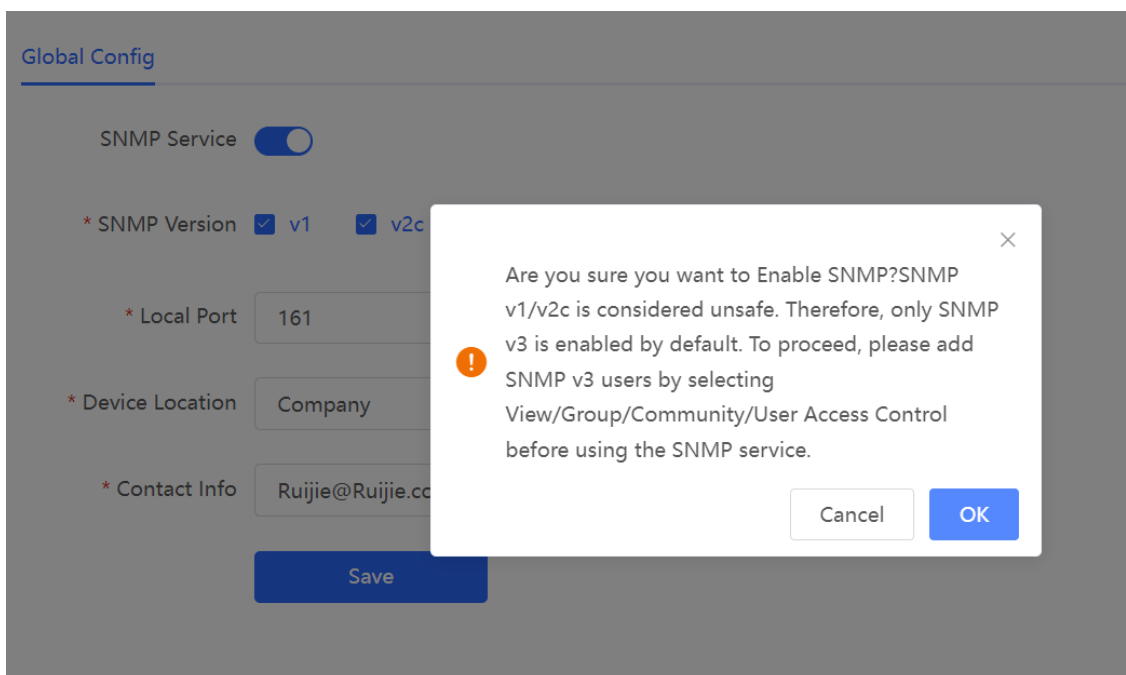 Global Config
SNMP Service
* SNMP Version v1 v2c
* Local Port 161
* Device Location Company
* Contact Info Ruijie@Ruijie.co
Save
Are you sure you want to Enable SNMP?SNMP
v1/v2c is considered unsafe. Therefore, only SNMP
v3 is enabled by default. To proceed, please add
SNMP v3 users by selecting
View/Group/Community/User Access Control
before using the SNMP service.
Cancel OK